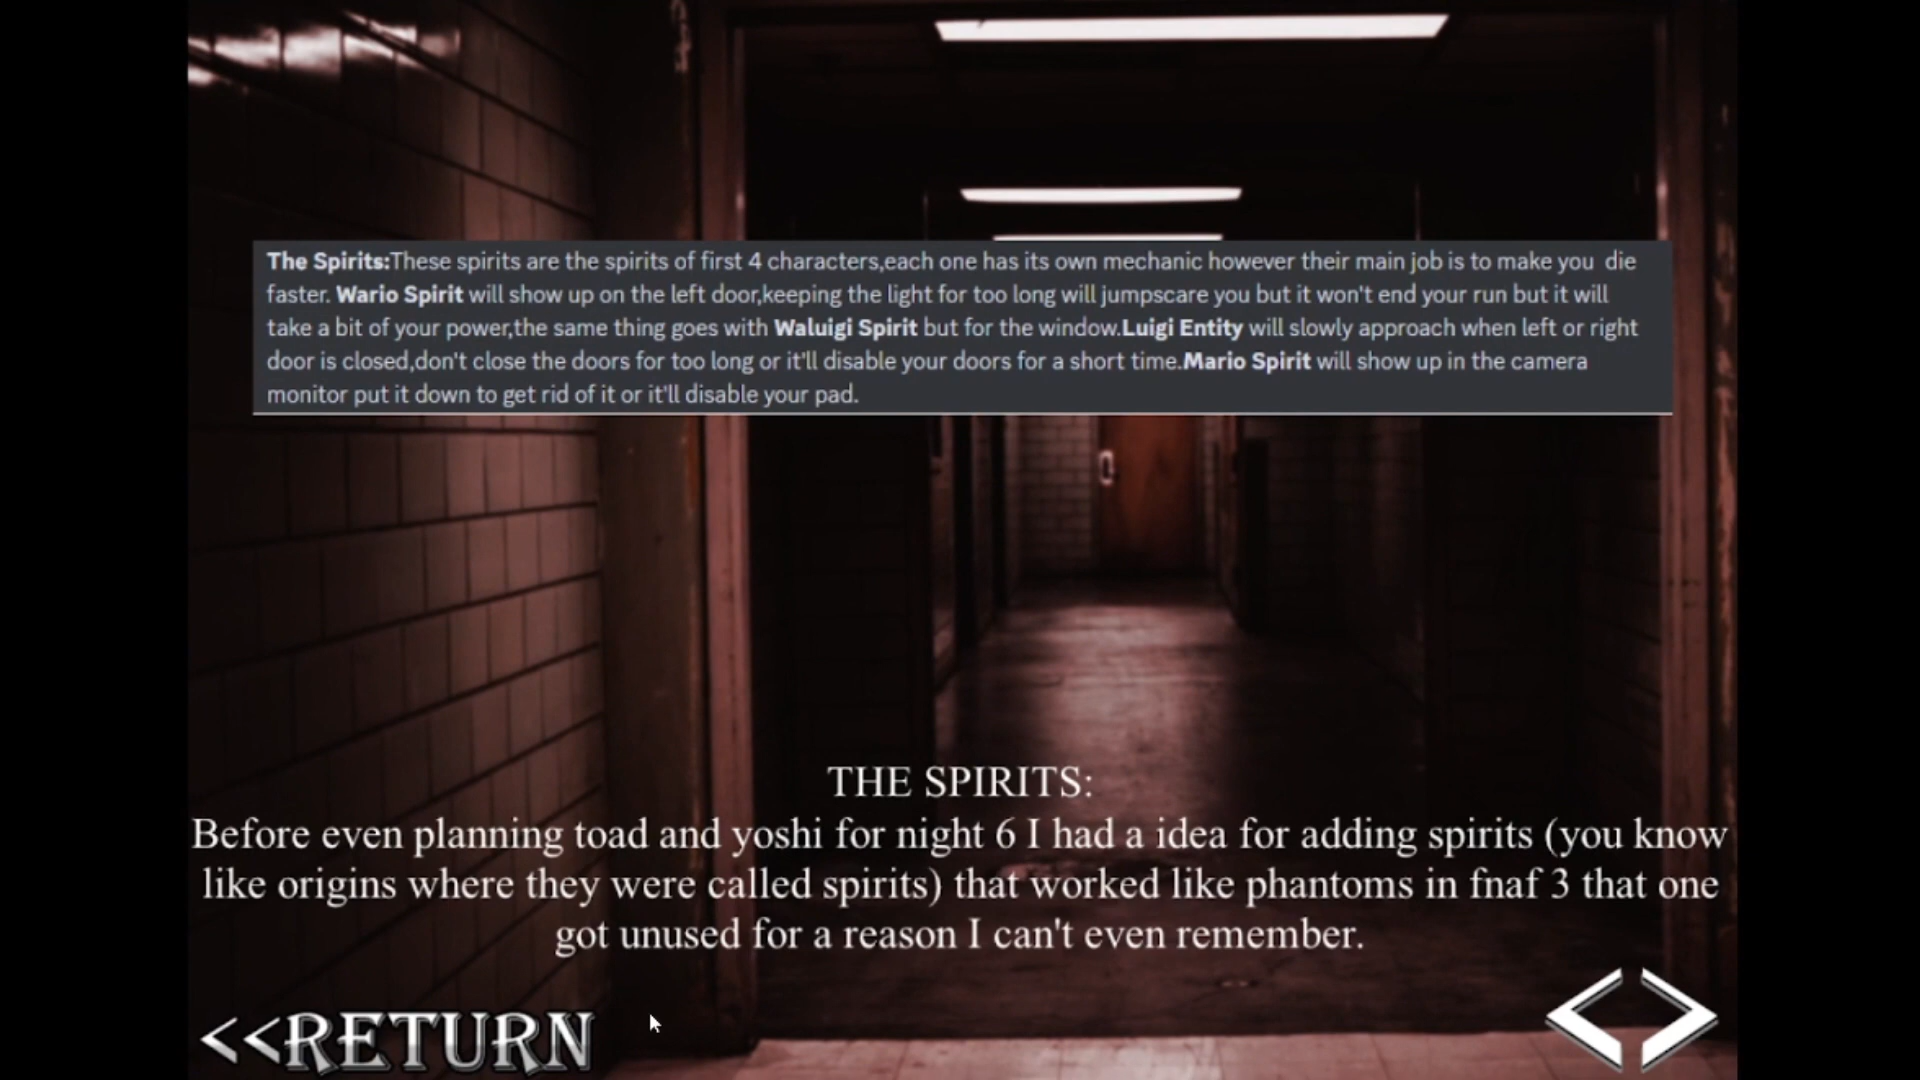 The Spirits:These spirits are the spirits of first 4 characters,each one has its own mechanic however their main job is to make you  die
faster. Wario Spirit will show up on the left door,keeping the light for too long will jumpscare you but it won't end your run but it will
take a bit of your power,the same thing goes with Waluigi Spirit but for the window.Luigi Entity will slowly approach when left or right
door is closed,don't close the doors for too long or it'll disable your doors for a short time.Mario Spirit will show up in the camera
monitor put it down to get rid of it or it'll disable your pad.
THE SPIRITS:
Before even planning toad and yoshi for night 6 I had a idea for adding spirits (you know
like origins where they were called spirits) that worked like phantoms in fnaf 3 that one
got unused for a reason I can't even remember.
<<RETURN